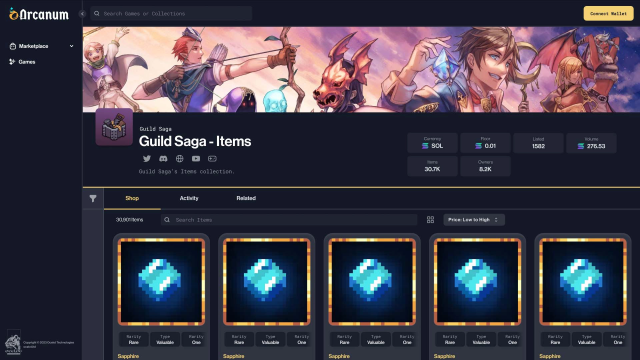 Arcanum
Search Games or Collections
Connect Wallet
Marketplace
Games
Guild Saga
Guild Saga - Items
Guild Saga's Items collection.
Currency
SOL
Floor
0.01
Listed
1582
Volume
276.53
Items
30.7K
Owners
8.2K
Shop
Activity
Related
30,901 Items
Search Items
Price: Low to High
Rarity Type Rarity
Rare Valuable One
Rarity Type Rarity
Rare Valuable One
Rarity Type Rarity
Rare Valuable One
Rarity Type Rarity
Rare Valuable One
Rarity Type Rarity
Rare Valuable One
Sapphire
Sapphire
Sapphire
Sapphire
Sapphire